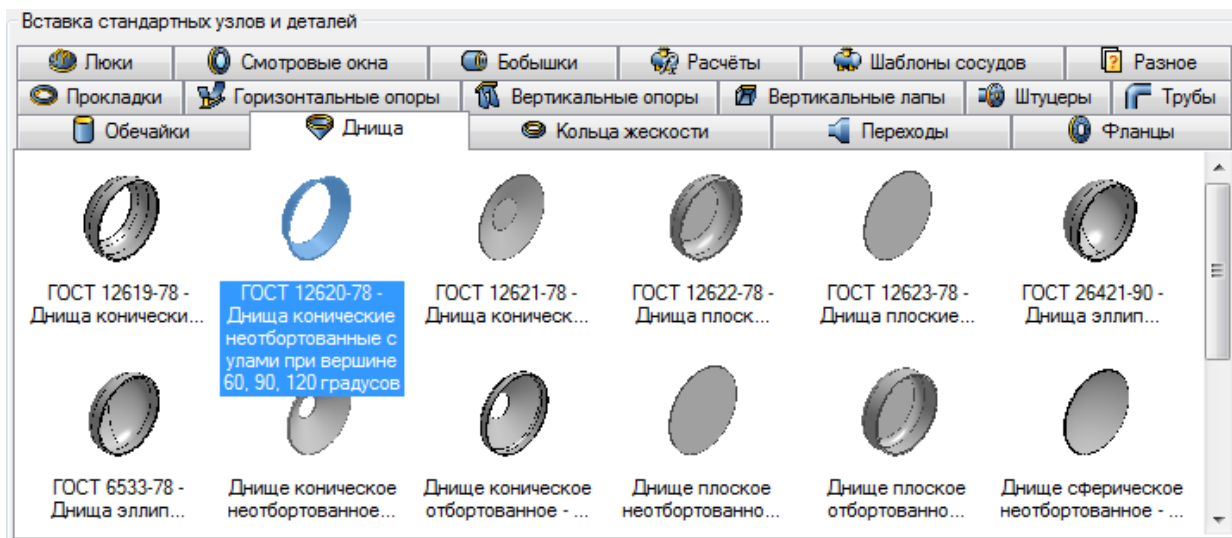 Вставка стандартных узлов и деталей
Люки Смотровые окна Бобышки Расчёты Шаблоны сосудов Разное
Прокладки Горизонтальные опоры Вертикальные опоры Вертикальные лапы Штуцеры Трубы
Обечайки Днища Кольца жескости Переходы Фланцы
ГОСТ 12619-78 -
Днища конически...
ГОСТ 12620-78 -
Днища конические
неотбортованные с
улами при вершине
60, 90, 120 градусов
ГОСТ 12621-78 -
Днища коническ...
ГОСТ 12622-78 -
Днища плоск...
ГОСТ 12623-78 -
Днища плоские...
ГОСТ 26421-90 -
Днища эллип...
ГОСТ 6533-78 -
Днища эллип...
Днище коническое
неотбортованное...
Днище коническое
отбортованное - ...
Днище плоское
неотбортованно...
Днище плоское
отбортованно...
Днище сферическое
неотбортованное - ...